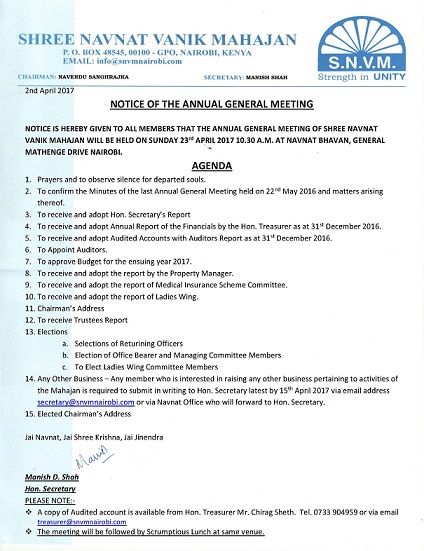 SHREE NAVNAT VANIK MAHAJAN
P. O. BOX 48545, 00100 - GPO, NAIROBI, KENYA
EMAIL: info@snvmnairobi.com
S.N.V.M.
Strength in UNITY
CHAIRMAN: NAVENDU SANGHRAJKA SECRETARY: MANISH SHAH
2nd April 2017
NOTICE OF THE ANNUAL GENERAL MEETING
NOTICE IS HEREBY GIVEN TO ALL MEMBERS THAT THE ANNUAL GENERAL MEETING OF SHREE NAVNAT
VANIK MAHAJAN WILL BE HELD ON SUNDAY 23rd APRIL 2017 10.30 A.M. AT NAVNAT BHAVAN, GENERAL
MATHENGE DRIVE NAIROBI.
AGENDA
1. Prayers and to observe silence for departed souls.
2. To confirm the Minutes of the last Annual General Meeting held on 22nd May 2016 and matters arising
thereof.
3. To receive and adopt Hon. Secretary's Report
4. To receive and adopt Annual Report of the Financials by the Hon. Treasurer as at 31st December 2016.
5. To receive and adopt Audited Accounts with Auditors Report as at 31st December 2016.
6. To Appoint Auditors.
7. To approve Budget for the ensuing year 2017.
8. To receive and adopt the report by the Property Manager.
9. To receive and adopt the report of Medical Insurance Scheme Committee.
10. To receive and adopt report of Ladies Wing.
11. Chairman's Address
12. To receive Trustees Report
13. Elections
a. Selections of Returning Officers
b. Election of Office Bearer and Managing Committee Members
c. To Elect Ladies Wing Committee Members
14. Any Other Business – Any member who is interested in raising any other business pertaining to activities of
the Mahajan is required to submit in writing to Hon. Secretary latest by 15th April 2017 via email address
secretary@snvmnairobi.com or via Navnat Office who will forward to Hon. Secretary.
15. Elected Chairman's Address
Jai Navnat, Jai Shree Krishna, Jai Jinendra
Manish D. Shah
Hon. Secretary
PLEASE NOTE:-
❖ A copy of Audited account is available from Hon. Treasurer Mr. Chirag Sheth. Tel. 0733 904959 or via email
treasurer@snvmnairobi.com
❖ The meeting will be followed by Scrumptious Lunch at same venue.